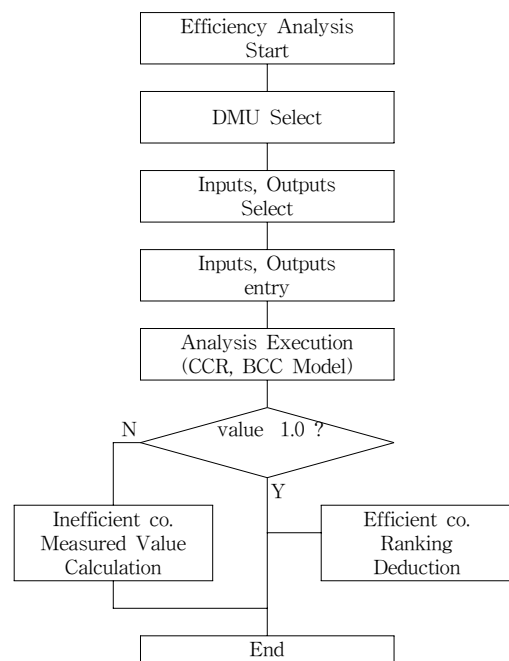 Efficiency Analysis
Start
DMU Select
Inputs, Outputs
Select
Inputs, Outputs
entry
Analysis Execution
(CCR, BCC Model)
value 1.0 ?
N
Y
Inefficient co.
Measured Value
Calculation
Efficient co.
Ranking
Deduction
End